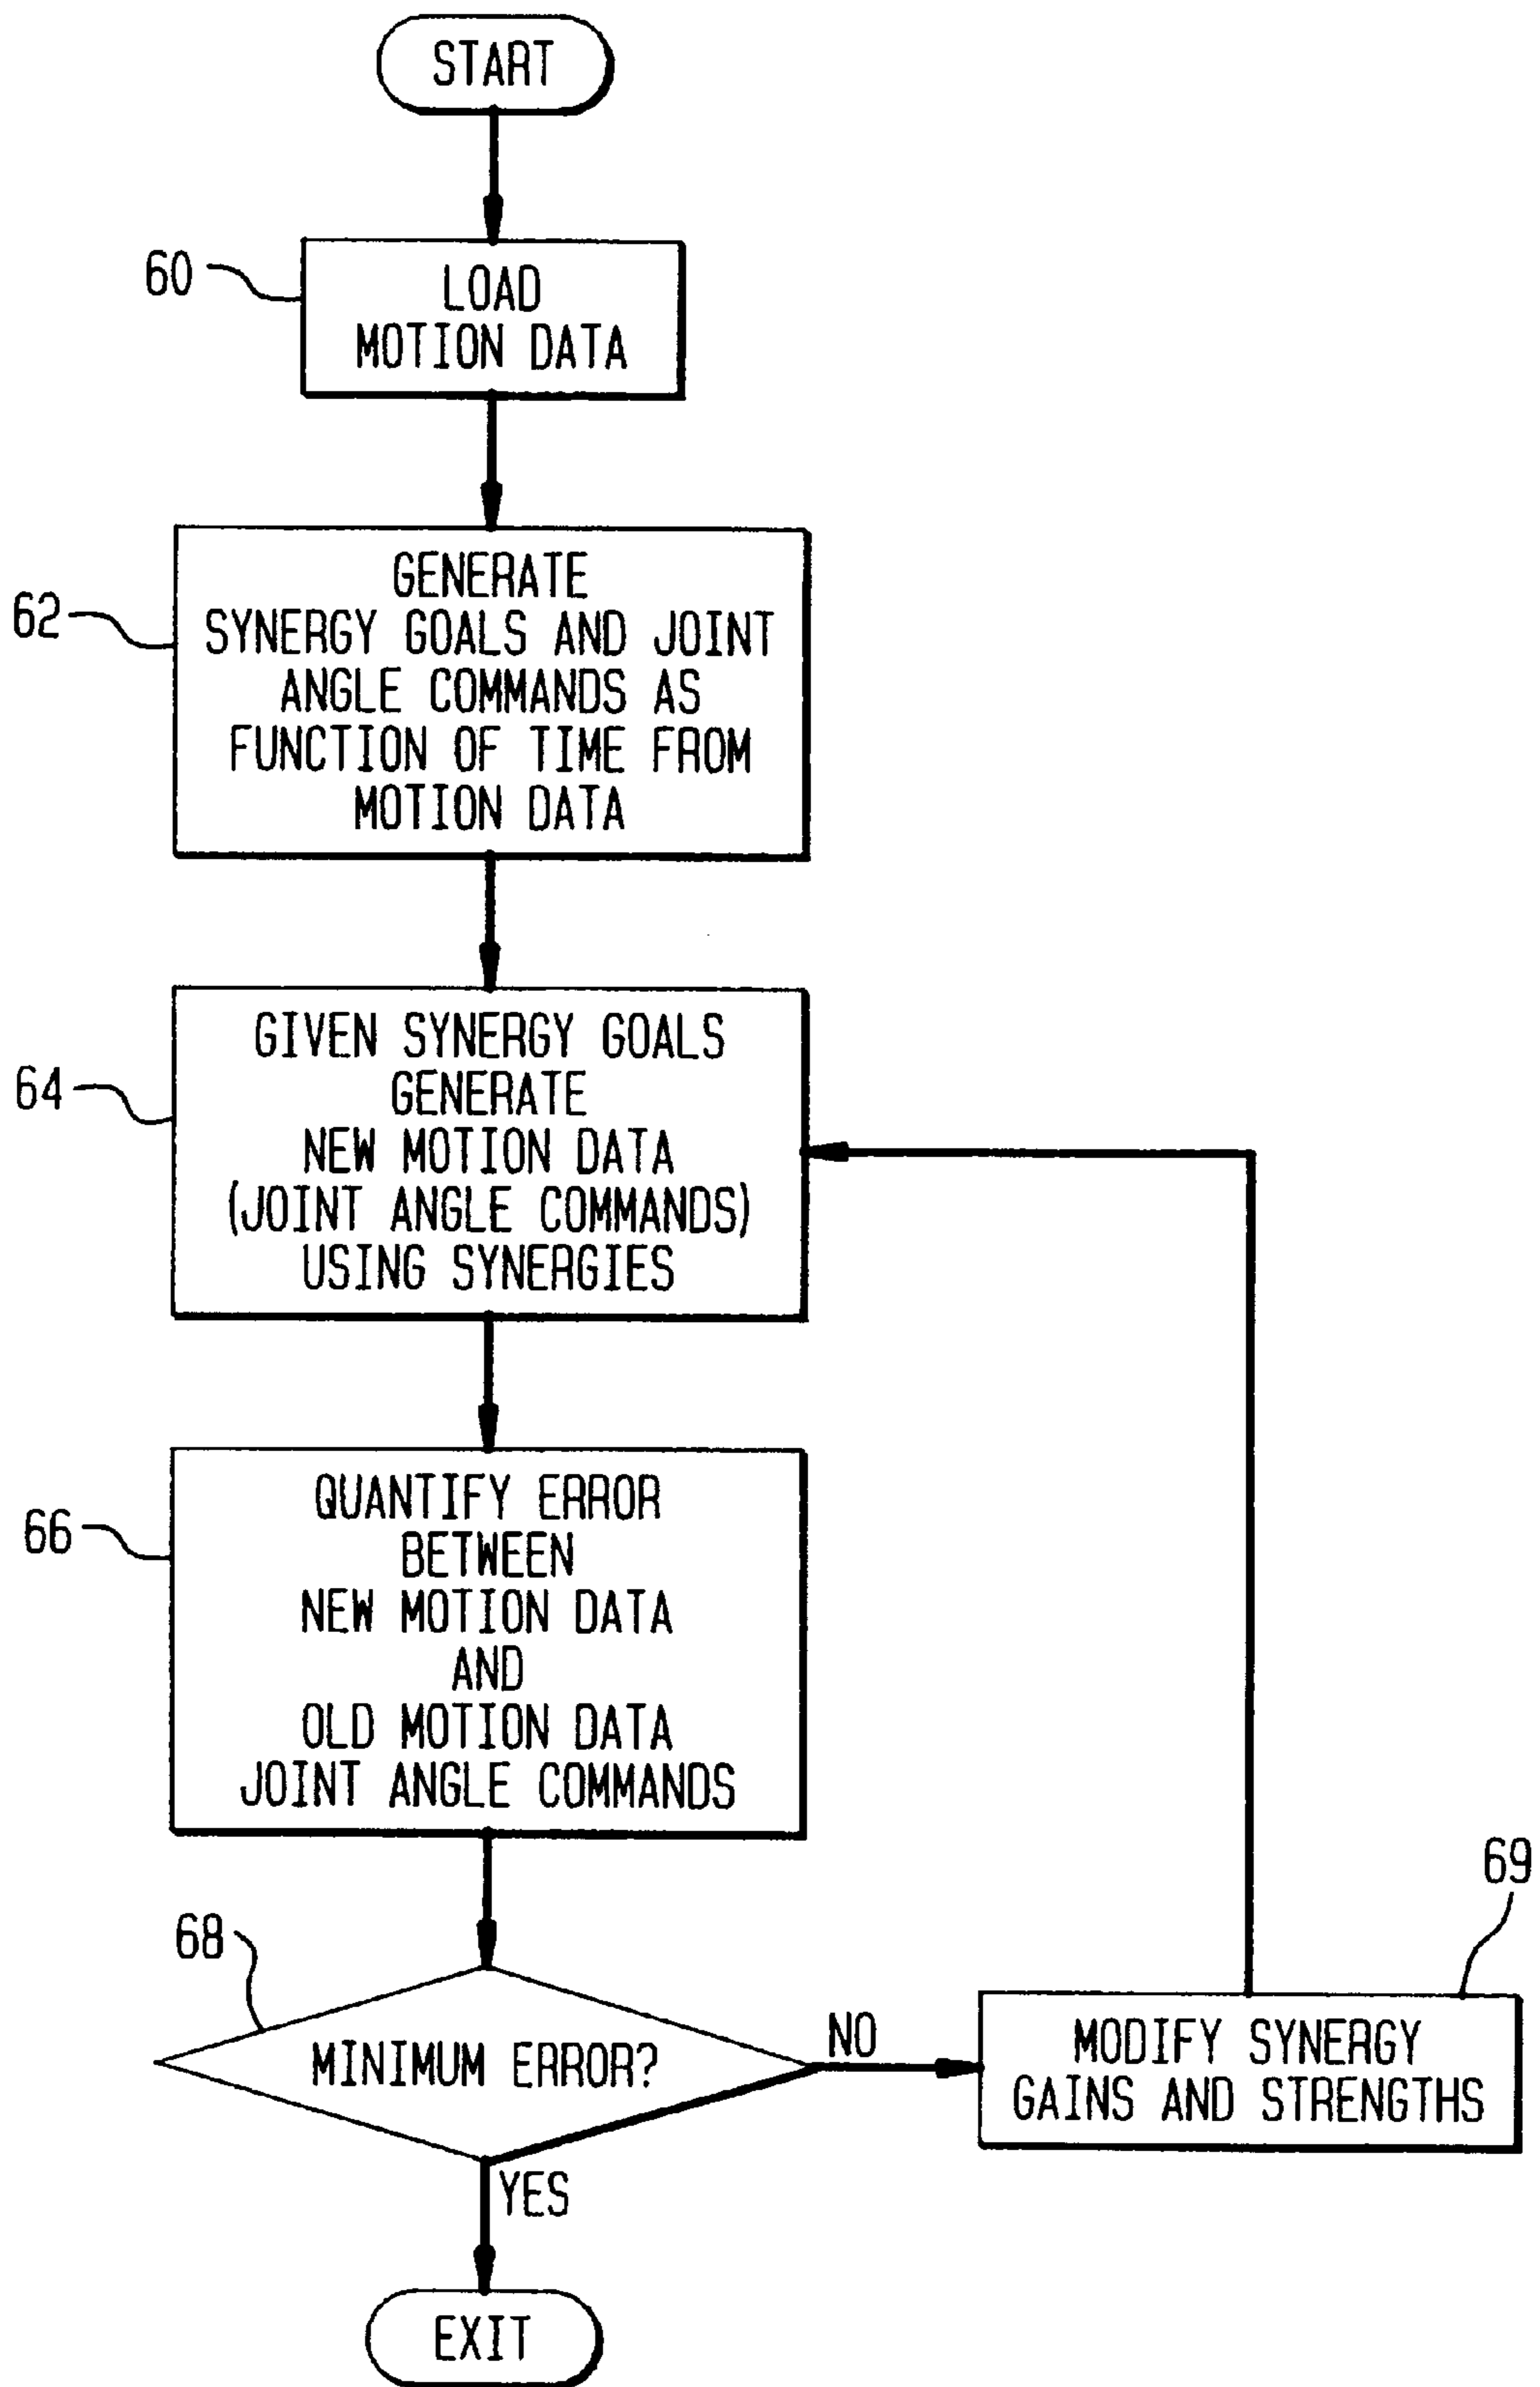 START
60
LOAD
MOTION DATA
62
GENERATE
SYNERGY GOALS AND JOINT
ANGLE COMMANDS AS
FUNCTION OF TIME FROM
MOTION DATA
64
GIVEN SYNERGY GOALS
GENERATE
NEW MOTION DATA
(JOINT ANGLE COMMANDS)
USING SYNERGIES
66
QUANTIFY ERROR
BETWEEN
NEW MOTION DATA
AND
OLD MOTION DATA
JOINT ANGLE COMMANDS
68
MINIMUM ERROR?
NO
69
MODIFY SYNERGY
GAINS AND STRENGTHS
YES
EXIT